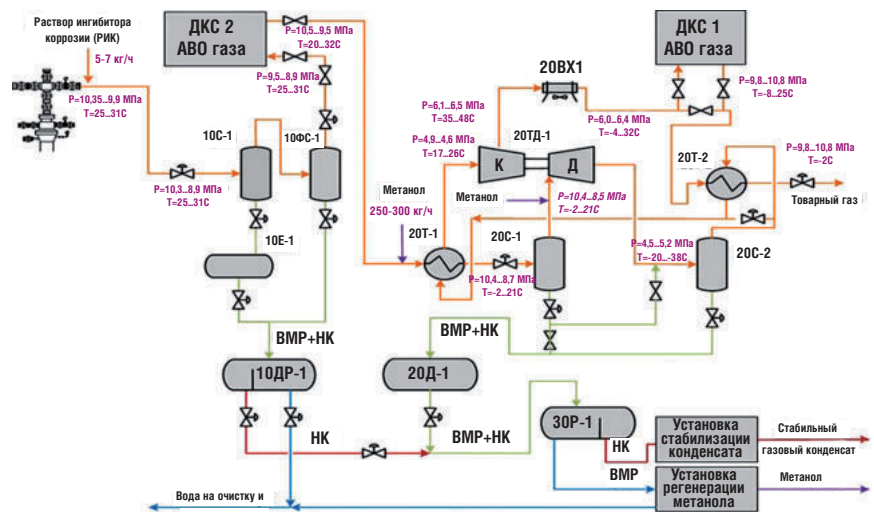 Раствор ингибитора
коррозии (РИК)
5-7 кг/ч
P=10,35...9,9 МПа
T=25...31C
ДКС 2
АВО газа
P=10,5...9,5 МПа
T=20...32C
P=9,5...8,9 МПа
T=25...31C
ДКС 1
АВО газа
P=9,8...10,8 МПа
T=-8...25C
20ВХ1
P=6,1...6,5 МПа
T=35...48C
P=6,0...6,4 МПа
T=-4...32C
10С-1
10ФС-1
P=4,9...4,6 МПа
T=17...26C
20ТД-1
К
Д
20Т-2
P=9,8...10,8 МПа
T=-2C
Товарный газ
P=10,3...8,9 МПа
T=25...31C
Метанол
250-300 кг/ч
Метанол
P=10,4...8,5 МПа
T=-2...21C
10Е-1
20Т-1
20С-1
P=10,4...8,7 МПа
T=-2...21C
P=4,5...5,2 МПа
T=-20...-38C
20С-2
ВМР+НК
ВМР+НК
10ДР-1
20Д-1
НК
ВМР+НК
30Р-1
НК
ВМР
Установка
стабилизации
конденсата
Стабильный
газовый конденсат
Установка
регенерации
метанола
Метанол
Вода на очистку и